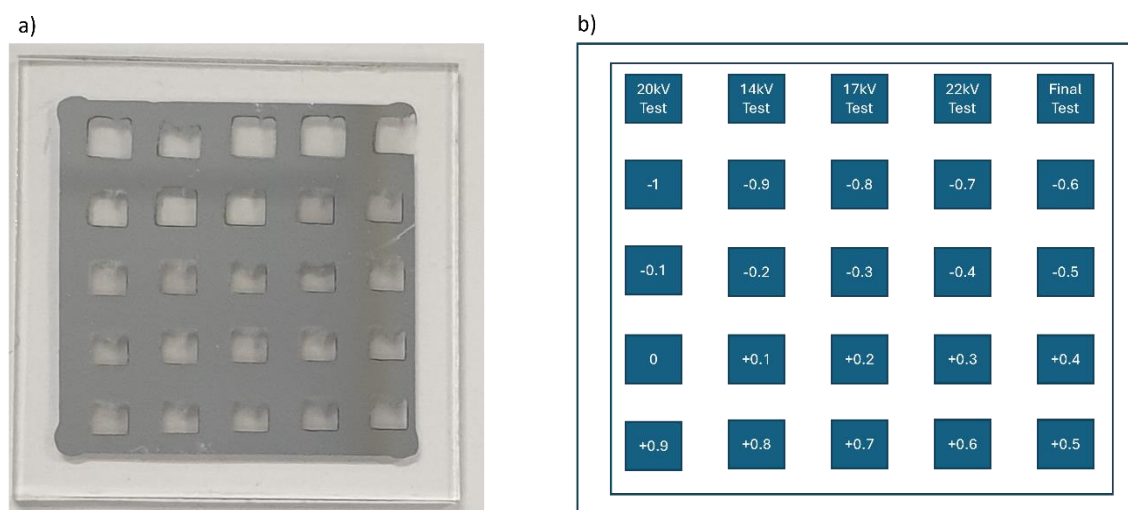 a)
b)
20kV
Test
14kV
Test
17kV
Test
22kV
Test
Final
Test
-1
-0.9
-0.8
-0.7
-0.6
-0.1
-0.2
-0.3
-0.4
-0.5
0
+0.1
+0.2
+0.3
+0.4
+0.9
+0.8
+0.7
+0.6
+0.5